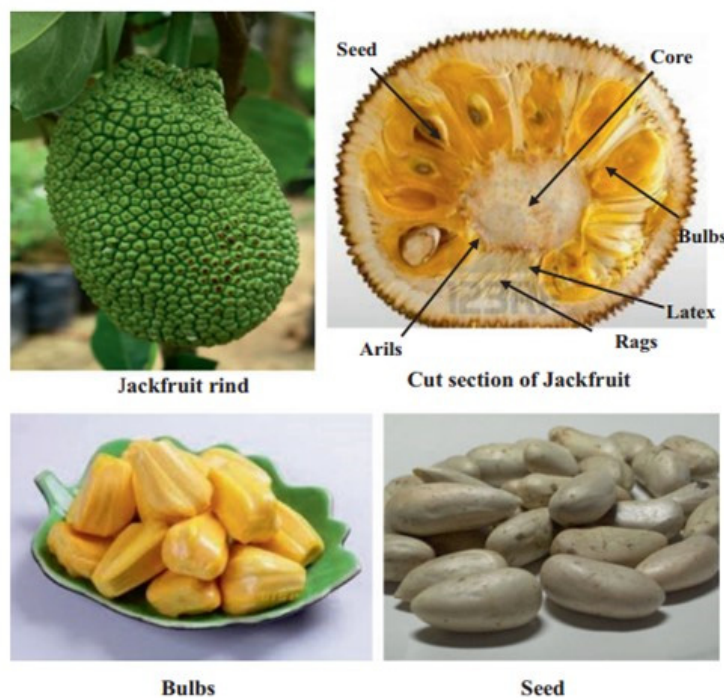 Seed
Core
Bulbs
Latex
Rags
Arils
Jackfruit rind
Cut section of Jackfruit
Bulbs
Seed